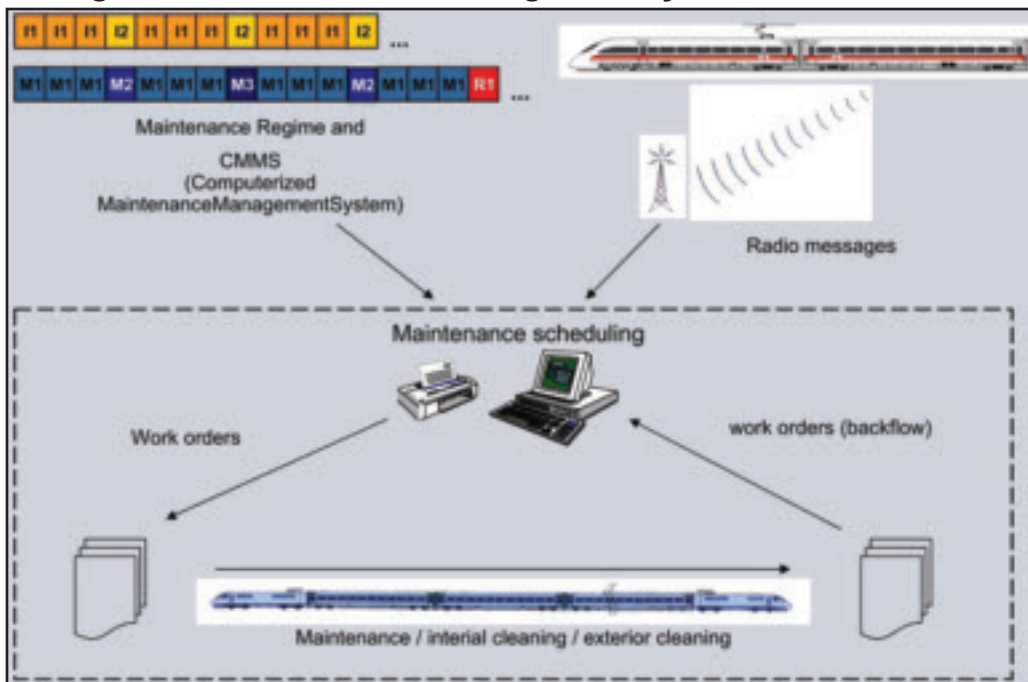 I1 I1 I1 I2 I1 I1 I1 I2 I1 I1 I1 I2 ...
M1 M1 M1 M2 M1 M1 M1 M3 M1 M1 M1 M2 M1 M1 M1 R1 ...
Maintenance Regime and
CMMS
(Computerized
MaintenanceManagementSystem)
Radio messages
Maintenance scheduling
Work orders
work orders (backflow)
Maintenance / interial cleaning / exterior cleaning